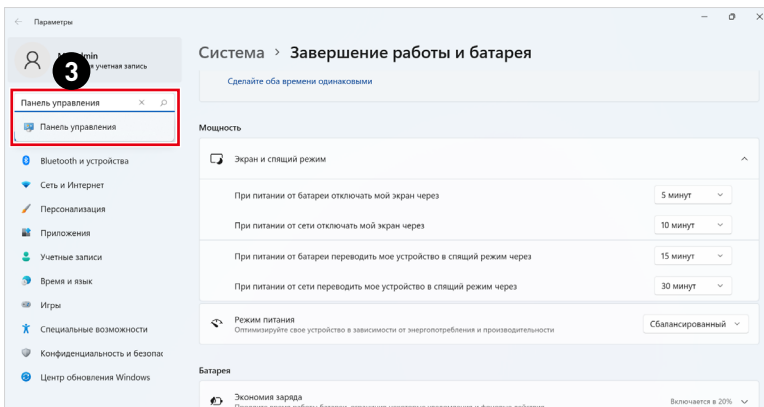 Параметры
min
учетная запись
3
Панель управления
Панель управления
Bluetooth и устройства
Сеть и Интернет
Персонализация
Приложения
Учетные записи
Время и язык
Игры
Специальные возможности
Конфиденциальность и безопас
Центр обновления Windows
Система > Завершение работы и батарея
Сделайте оба времени одинаковыми
Мощность
Экран и спящий режим
При питании от батареи отключать мой экран через 5 минут
При питании от сети отключать мой экран через 10 минут
При питании от батареи переводить мое устройство в спящий режим через 15 минут
При питании от сети переводить мое устройство в спящий режим через 30 минут
Режим питания
Оптимизируйте свое устройство в зависимости от энергопотребления и производительности
Сбалансированный
Батарея
Экономия заряда
Включается в 20%